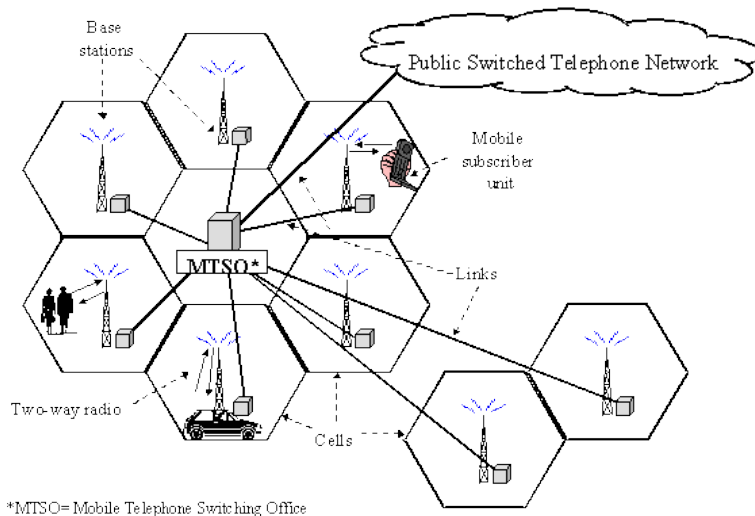 Base
stations
Public Switched Telephone Network
Mobile
subscriber
unit
MTSO*
Links
Two-way radio
Cells
*MTSO= Mobile Telephone Switching Office